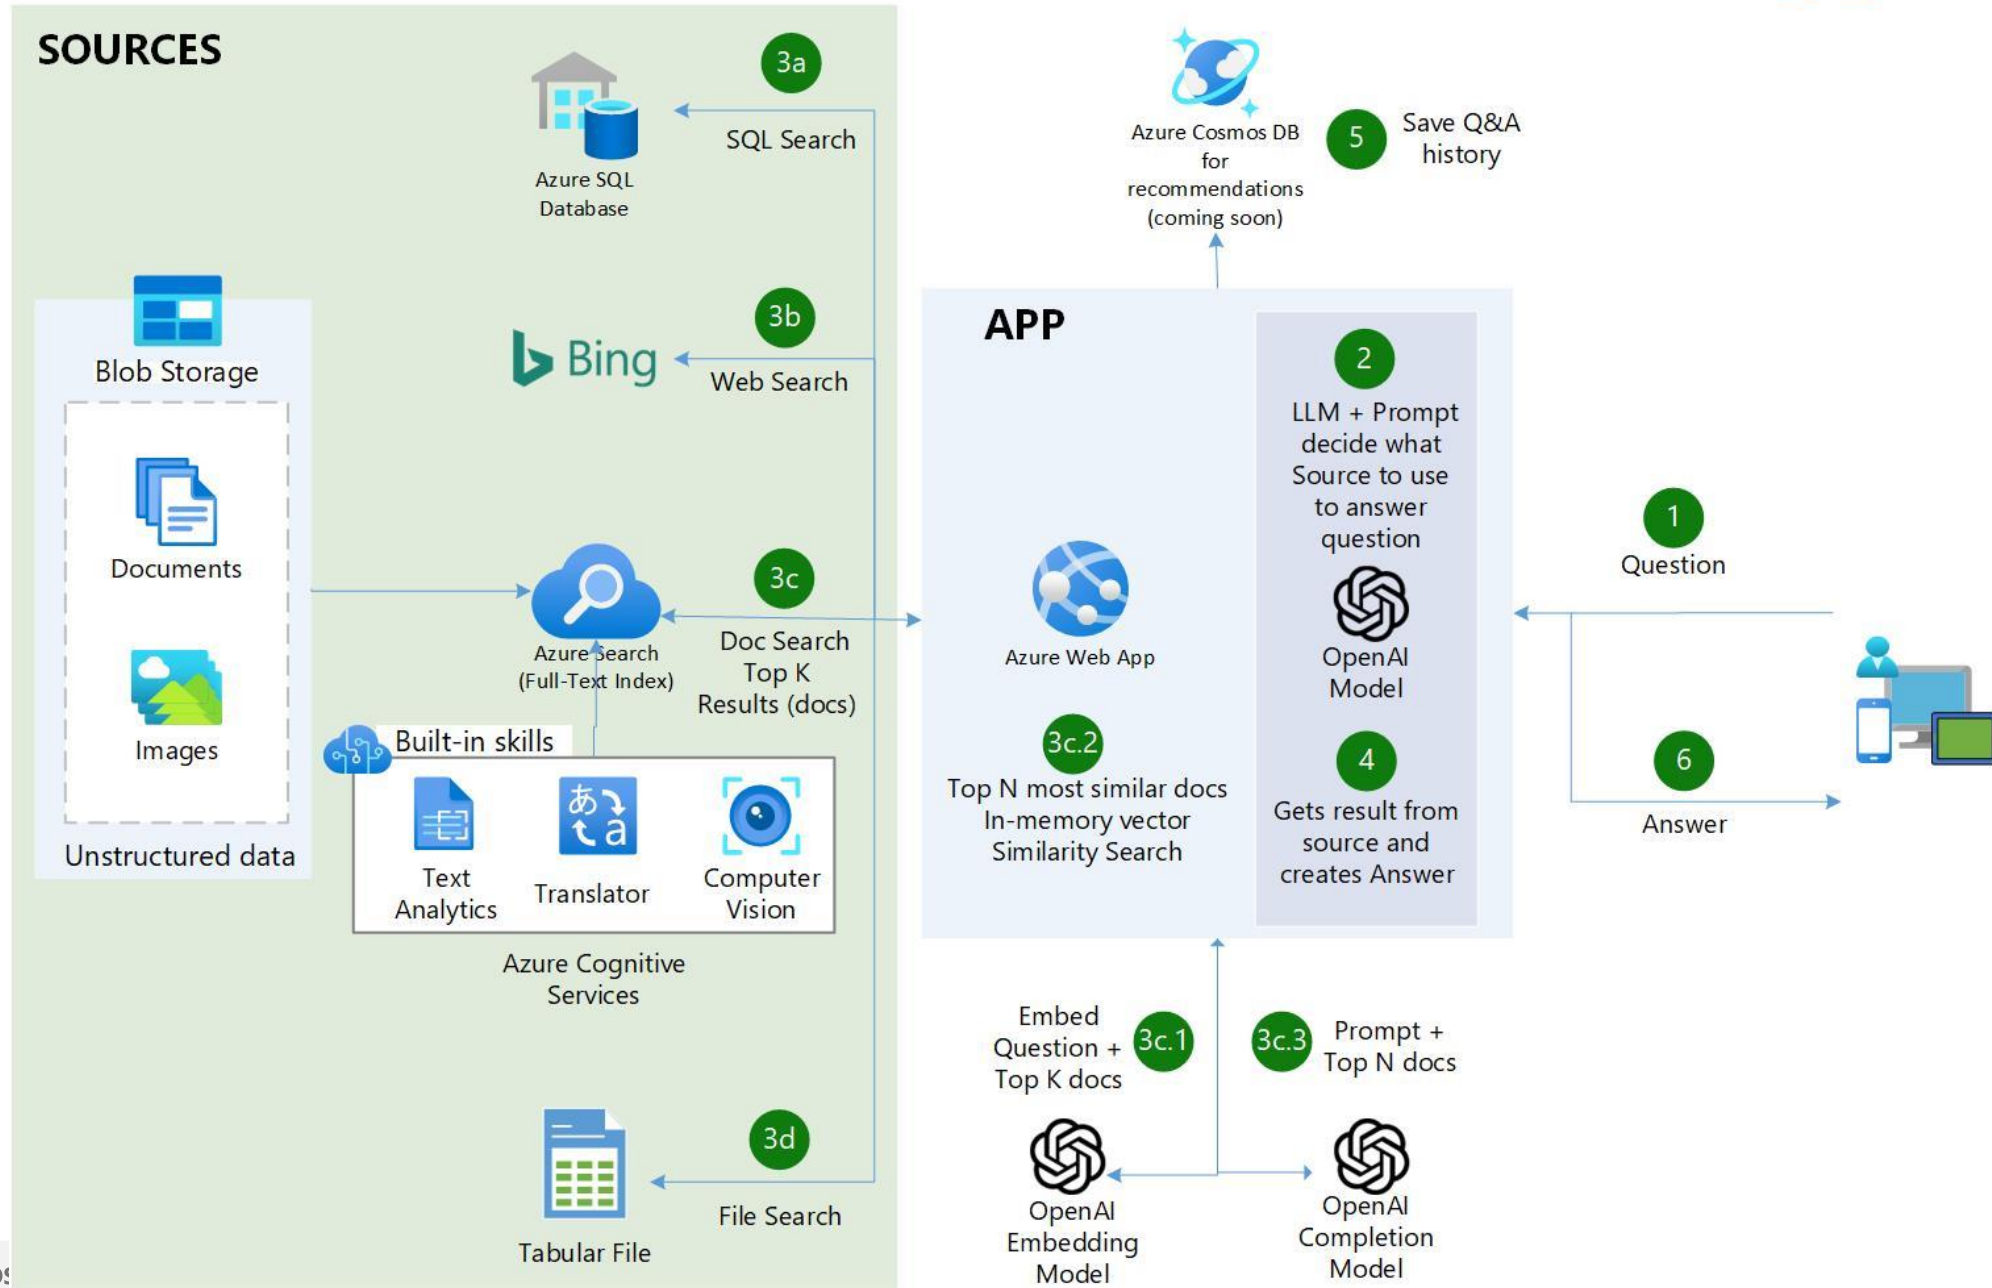 SOURCES
3a
SQL Search
Azure SQL
Database
3b
Bing
Web Search
Blob Storage
Documents
Images
Unstructured data
Azure Search
(Full-Text Index)
3c
Doc Search
Top K
Results (docs)
Built-in skills
Text
Analytics
Translator
Computer
Vision
Azure Cognitive
Services
3d
File Search
Tabular File
Azure Cosmos DB
for
recommendations
(coming soon)
5
Save Q&A
history
APP
Azure Web App
3c.2
Top N most similar docs
In-memory vector
Similarity Search
2
LLM + Prompt
decide what
Source to use
to answer
question
OpenAI
Model
4
Gets result from
source and
creates Answer
1
Question
6
Answer
Embed
Question +
Top K docs
3c.1
3c.3
Prompt +
Top N docs
OpenAI
Embedding
Model
OpenAI
Completion
Model